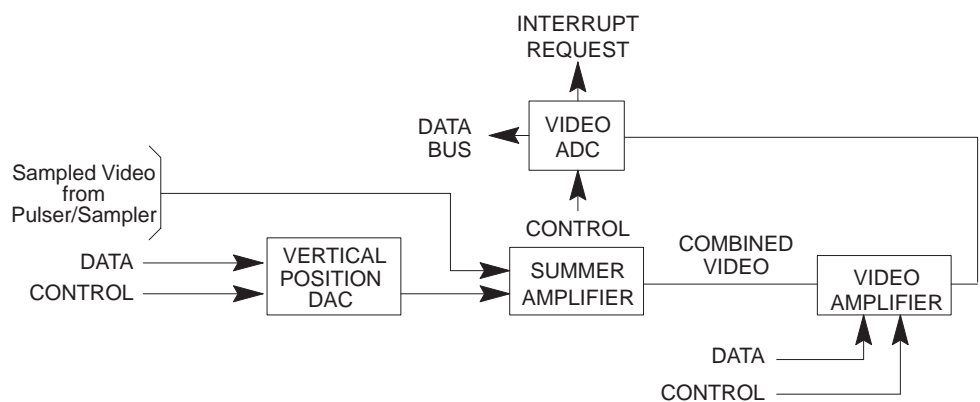 INTERRUPT
REQUEST
DATA
BUS
VIDEO
ADC
Sampled Video
from
Pulser/Sampler
CONTROL
DATA
CONTROL
VERTICAL
POSITION
DAC
SUMMER
AMPLIFIER
COMBINED
VIDEO
VIDEO
AMPLIFIER
DATA
CONTROL